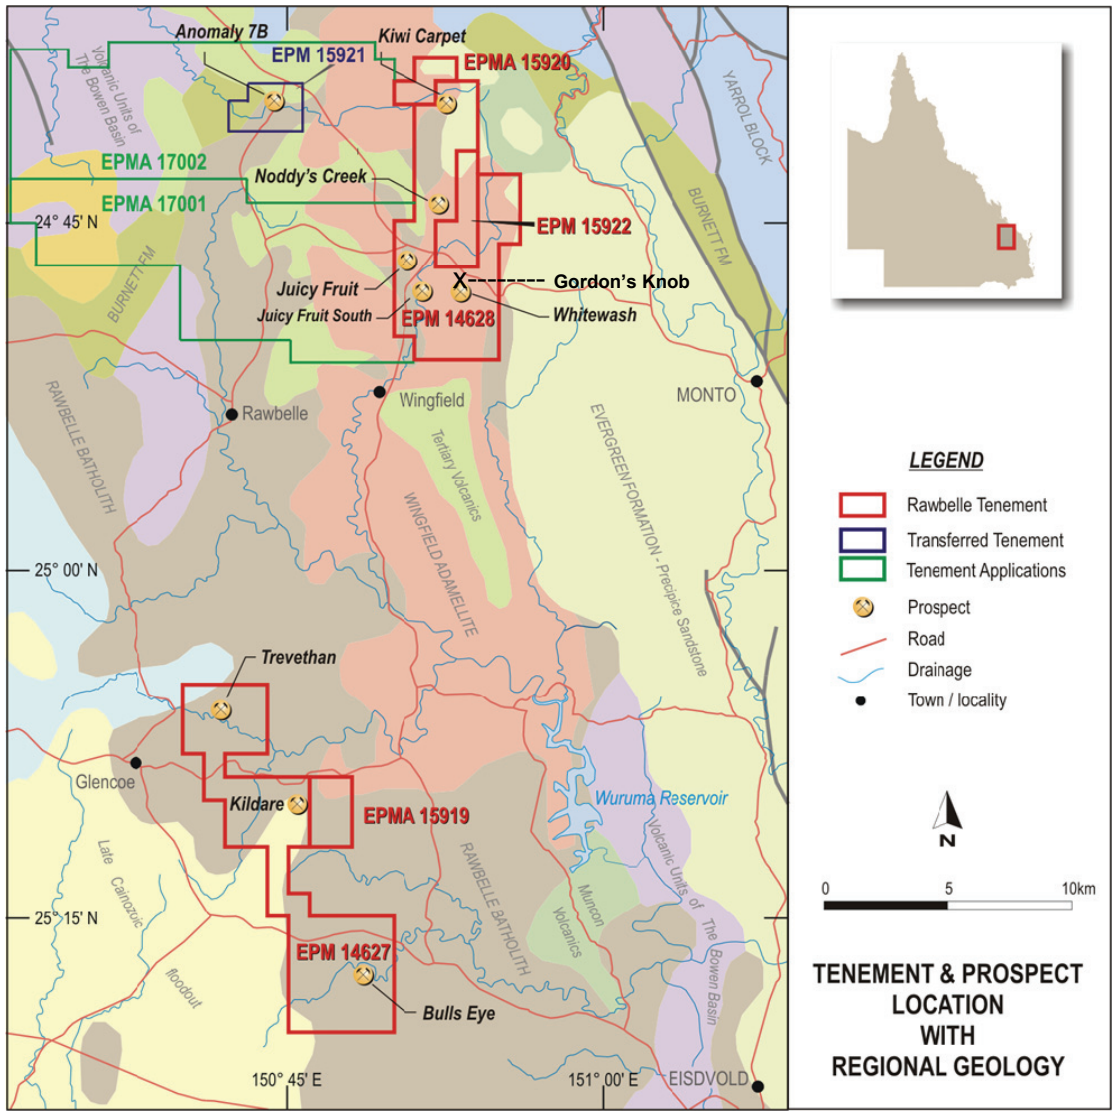 Anomaly 7B
Kiwi Carpet
EPM 15921
EPMA 15920
Volcanic Units of
The Bowen Basin
YARROL BLOCK
EPMA 17002
Noddy's Creek
EPMA 17001
24° 45' N
EPM 15922
BURNETT FM
BURNETT FM
Juicy Fruit
X
Gordon's Knob
Juicy Fruit South
EPM 14628
Whitewash
MONTO
Wingfield
Rawbelle
RAWBELLE BATHOLITH
Tertiary Volcanics
EVERGREEN FORMATION - Precipice Sandstone
WINGFIELD ADAMELLITE
25° 00' N
Trevethan
Glencoe
Kildare
EPMA 15919
Wuruma Reservoir
Late Cainozoic
floodout
RAWBELLE BATHOLITH
Muncon
Volcanics
Volcanic Units of The Bowen Basin
25° 15' N
EPM 14627
Bulls Eye
150° 45' E
151° 00' E
EISDVOLD
LEGEND
Rawbelle Tenement
Transferred Tenement
Tenement Applications
Prospect
Road
Drainage
Town / locality
N
0 5 10km
TENEMENT & PROSPECT
LOCATION
WITH
REGIONAL GEOLOGY